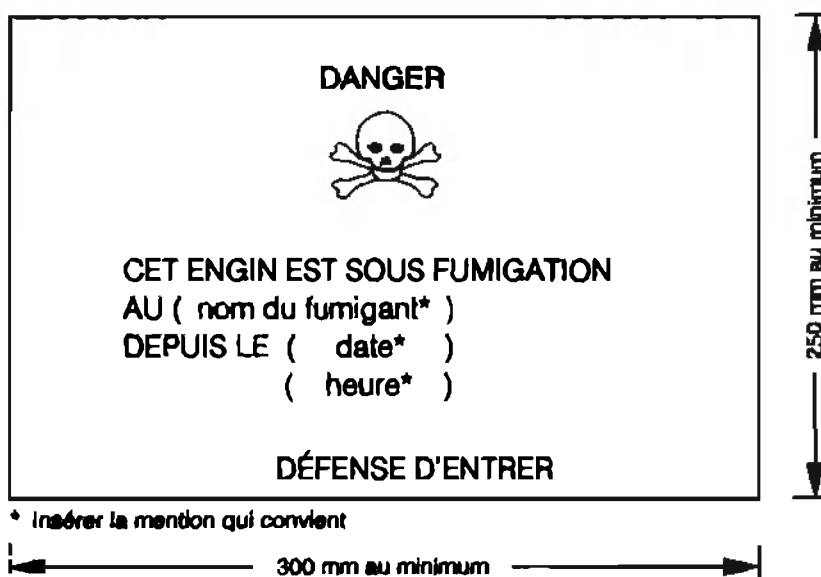 DANGER
CET ENGIN EST SOUS FUMIGATION
AU ( nom du fumigant* )
DEPUIS LE ( date* )
( heure* )
DÉFENSE D'ENTRER
* Insérer la mention qui convient
300 mm au minimum
250 mm au minimum